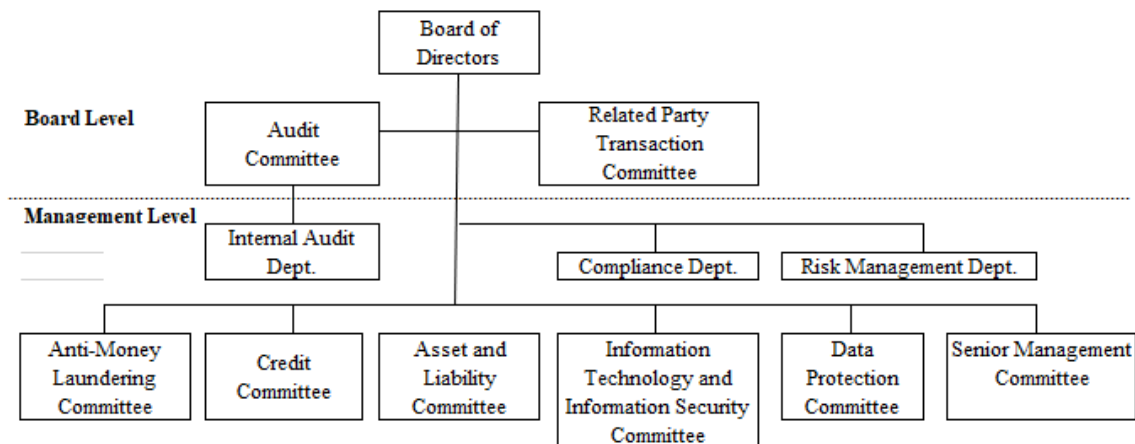 Board of
Directors
Board Level
Audit
Committee
Related Party
Transaction
Committee
Management Level
Internal Audit
Dept.
Compliance Dept.
Risk Management Dept.
Anti-Money
Laundering
Committee
Credit
Committee
Asset and
Liability
Committee
Information
Technology and
Information Security
Committee
Data
Protection
Committee
Senior Management
Committee